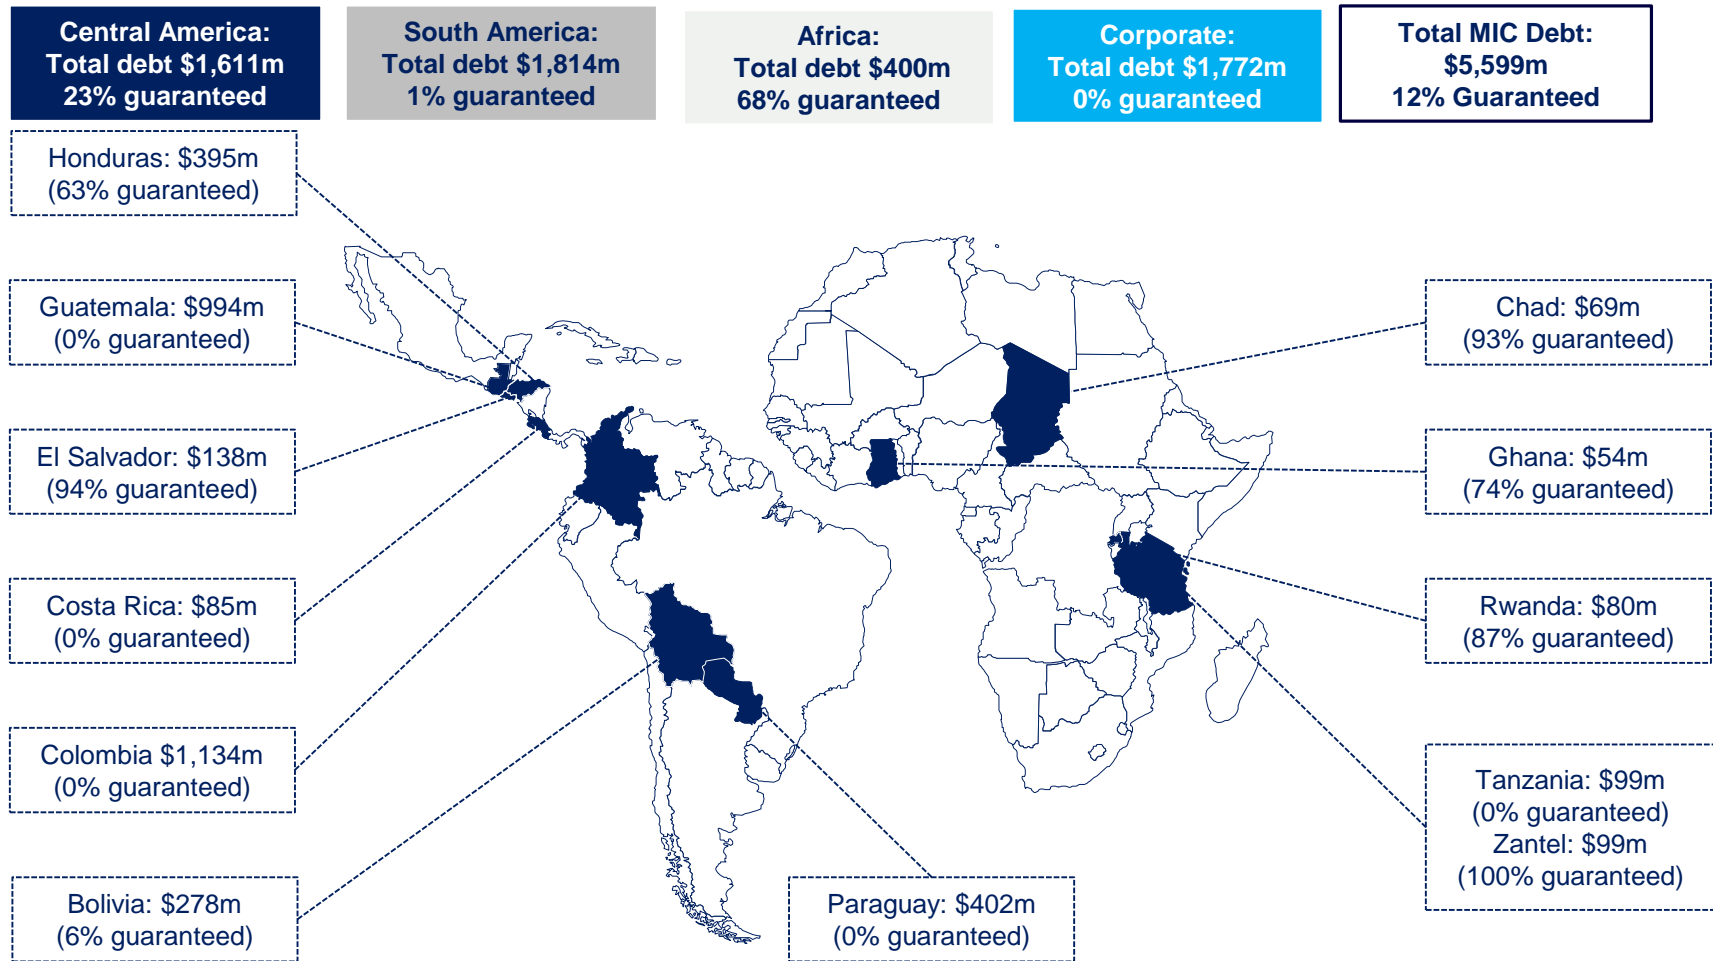 Central America:
Total debt $1,611m
23% guaranteed
South America:
Total debt $1,814m
1% guaranteed
Africa:
Total debt $400m
68% guaranteed
Corporate:
Total debt $1,772m
0% guaranteed
Total MIC Debt:
$5,599m
12% Guaranteed
Honduras: $395m
(63% guaranteed)
Guatemala: $994m
(0% guaranteed)
El Salvador: $138m
(94% guaranteed)
Costa Rica: $85m
(0% guaranteed)
Colombia $1,134m
(0% guaranteed)
Bolivia: $278m
(6% guaranteed)
Paraguay: $402m
(0% guaranteed)
Chad: $69m
(93% guaranteed)
Ghana: $54m
(74% guaranteed)
Rwanda: $80m
(87% guaranteed)
Tanzania: $99m
(0% guaranteed)
Zantel: $99m
(100% guaranteed)